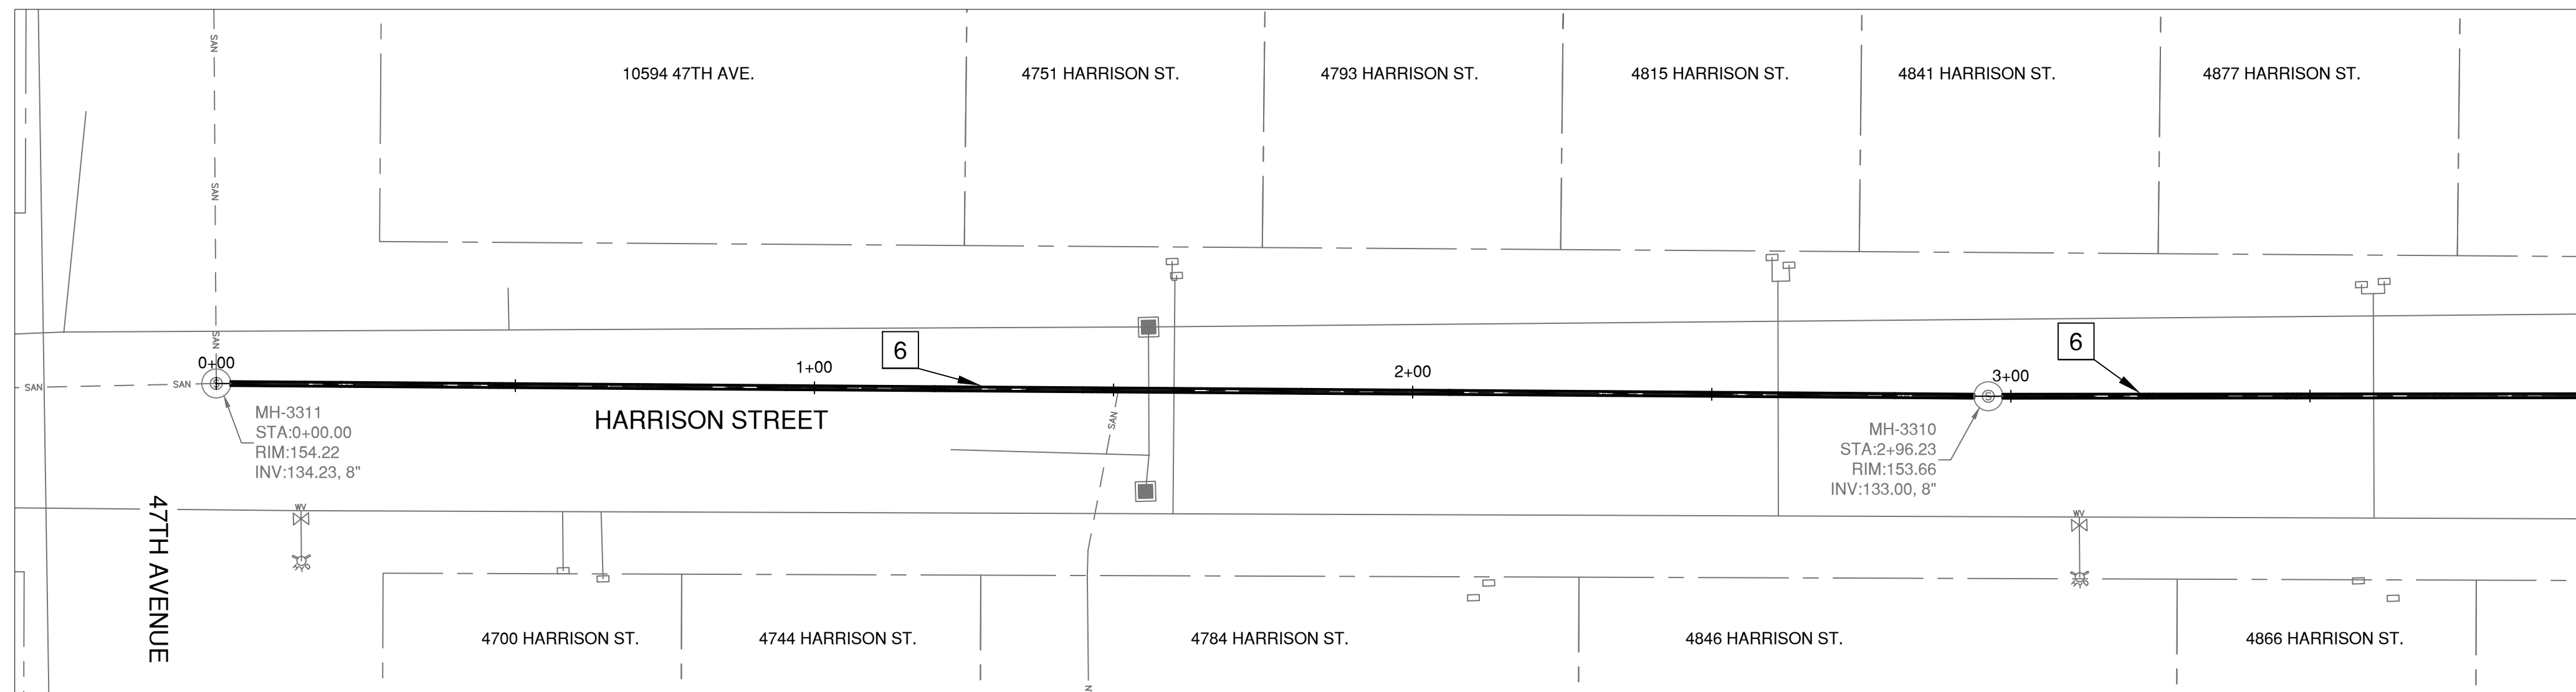 10594 47TH AVE.
4751 HARRISON ST.
4793 HARRISON ST.
4815 HARRISON ST.
4841 HARRISON ST.
4877 HARRISON ST.
SAN
SAN
SAN
SAN
SAN
0+00
1+00
6
2+00
3+00
6
HARRISON STREET
SAN
MH-3311
STA:0+00.00
RIM:154.22
INV:134.23, 8"
MH-3310
STA:2+96.23
RIM:153.66
INV:133.00, 8"
47TH AVENUE
WV
WV
4700 HARRISON ST.
4744 HARRISON ST.
4784 HARRISON ST.
4846 HARRISON ST.
4866 HARRISON ST.